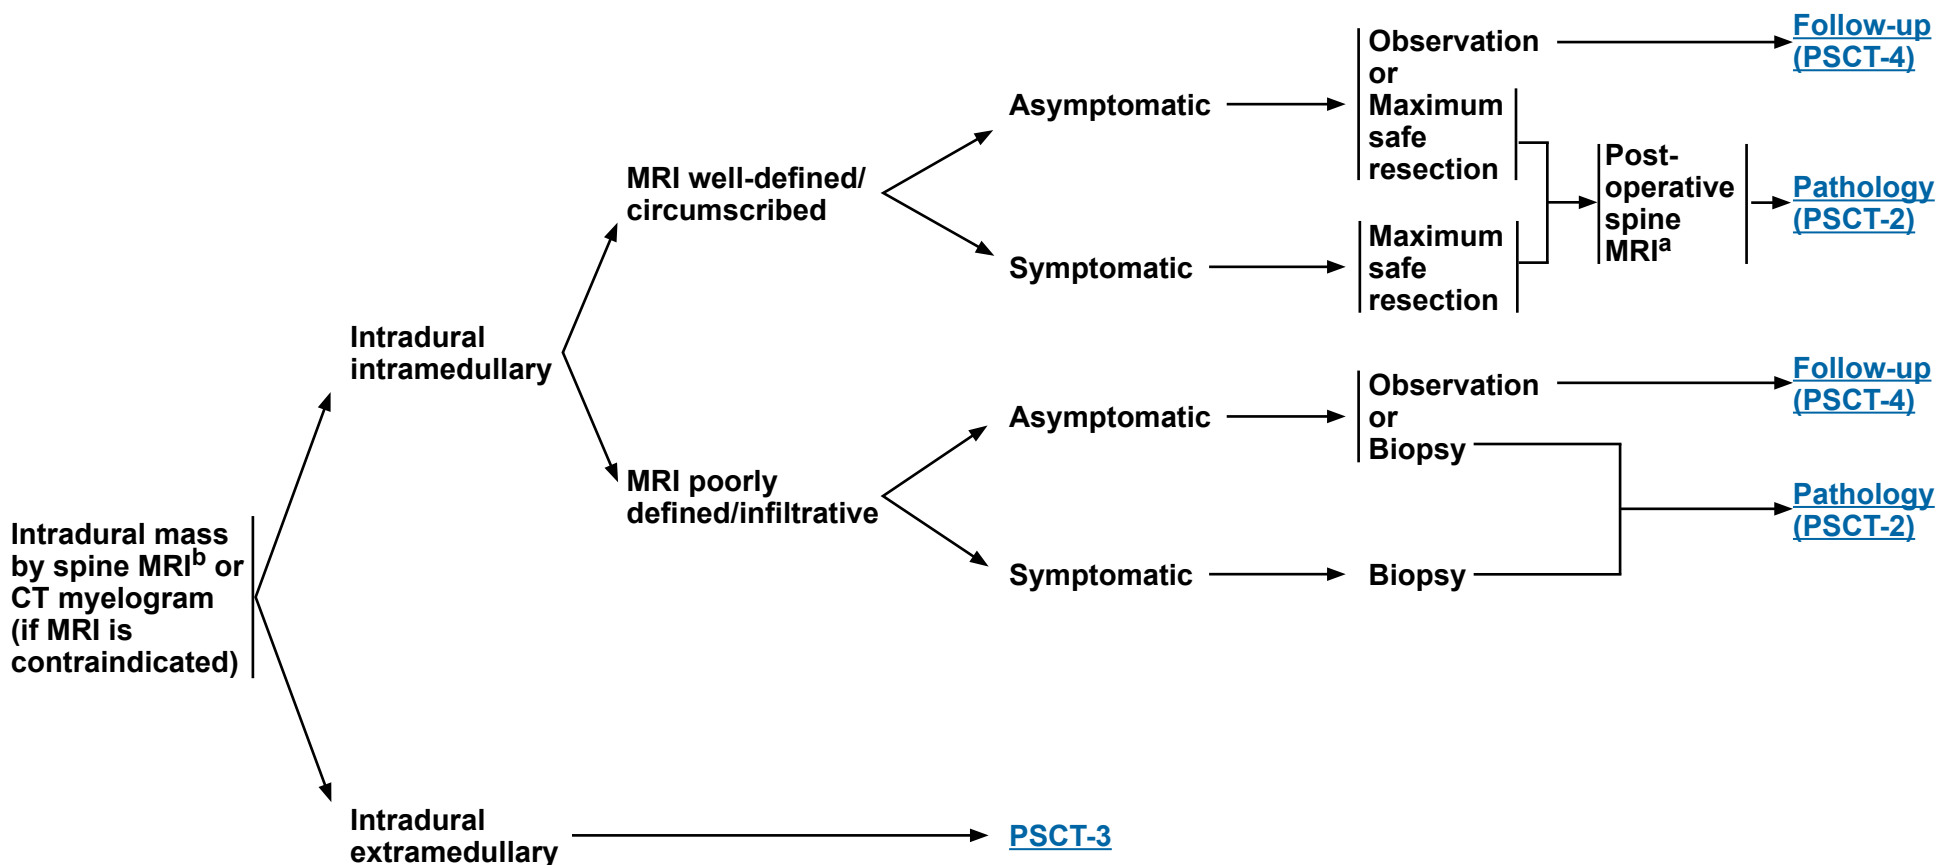 Intradural mass
by spine MRIb or
CT myelogram
(if MRI is
contraindicated)
Intradural
intramedullary
MRI well-defined/
circumscribed
Asymptomatic
Observation
or
Maximum
safe
resection
Follow-up
(PSCT-4)
Symptomatic
Maximum
safe
resection
Post-
operative
spine
MRIa
Pathology
(PSCT-2)
MRI poorly
defined/infiltrative
Asymptomatic
Observation
or
Biopsy
Follow-up
(PSCT-4)
Symptomatic
Biopsy
Pathology
(PSCT-2)
Intradural
extramedullary
PSCT-3